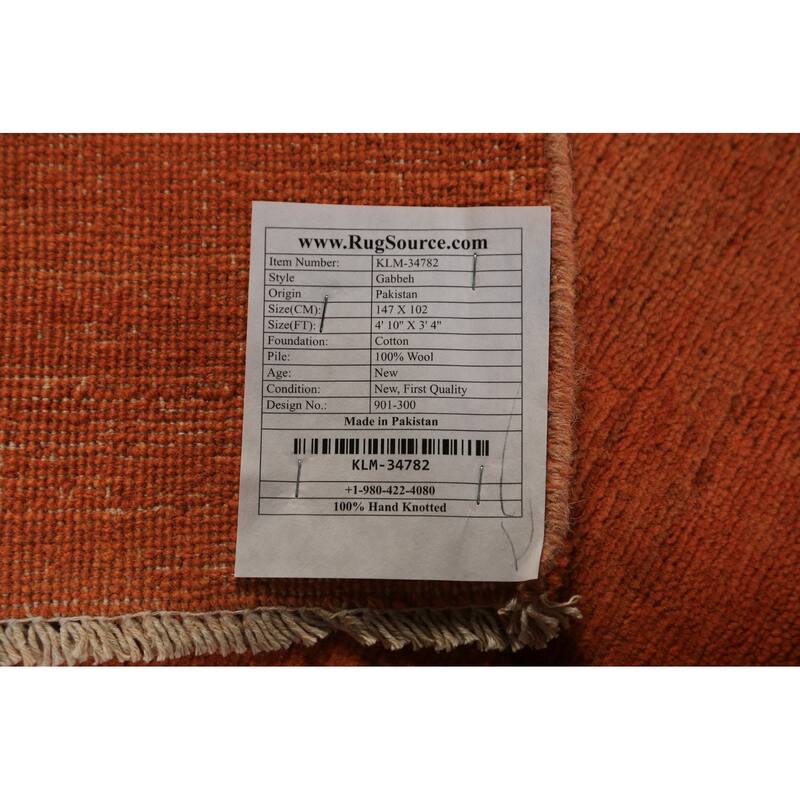 www.RugSource.com
Item Number: KLM-34782
Style Gabbeh
Origin Pakistan
Size(CM): 147 X 102
Size(FT): 4' 10" X 3' 4"
Foundation: Cotton
Pile: 100% Wool
Age: New
Condition: New, First Quality
Design No.: 901-300
Made in Pakistan
KLM-34782
+1-980-422-4080
100% Hand Knotted